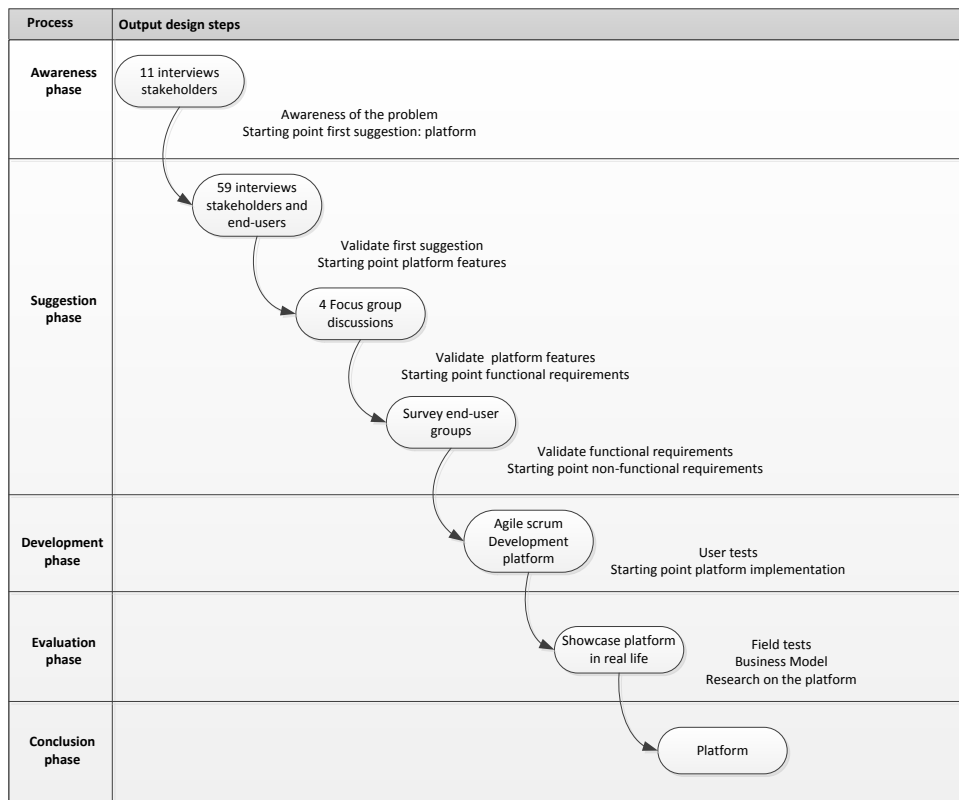 Process
Output design steps
Awareness
phase
11 interviews
stakeholders
Awareness of the problem
Starting point first suggestion: platform
Suggestion
phase
59 interviews
stakeholders and
end-users
Validate first suggestion
Starting point platform features
4 Focus group
discussions
Validate  platform features
Starting point functional requirements
Survey end-user
groups
Validate functional requirements
Starting point non-functional requirements
Development
phase
Agile scrum
Development
platform
User tests
Starting point platform implementation
Evaluation
phase
Showcase platform
in real life
Field tests
Business Model
Research on the platform
Conclusion
phase
Platform